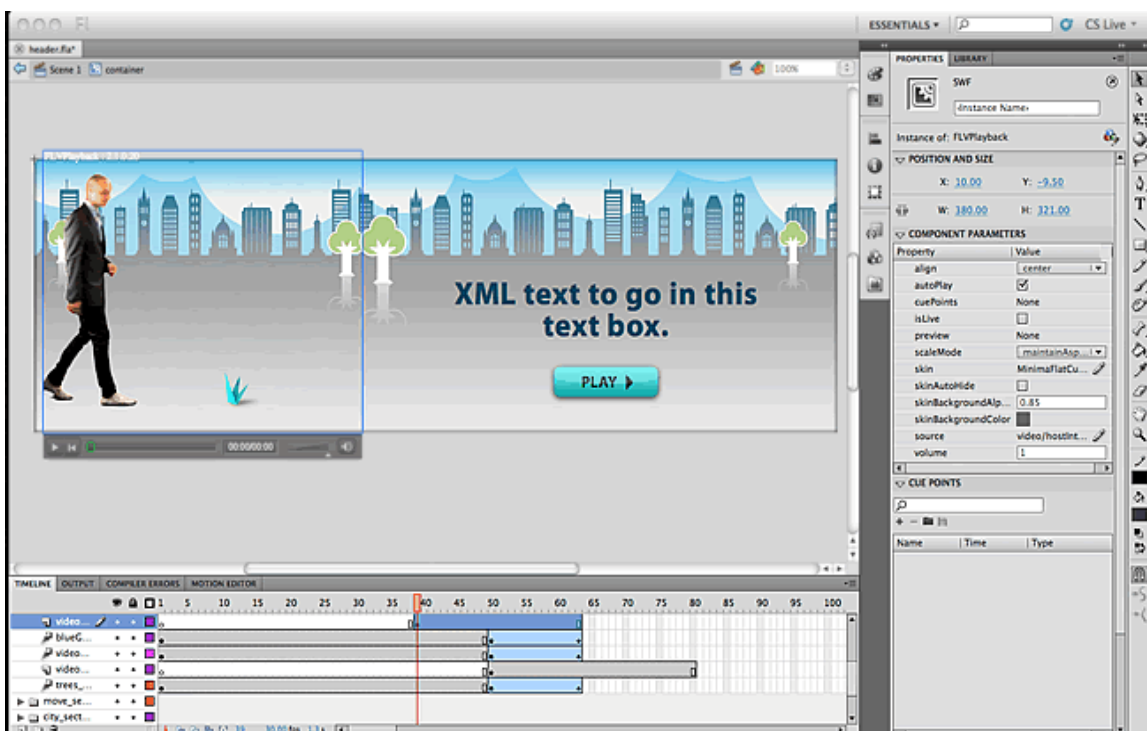 Fl
ESSENTIALS
CS Live
header.fla*
Scene 1 container
100%
PROPERTIES LIBRARY
SWF
<Instance Name>
Instance of: FLVPlayback
POSITION AND SIZE
X: 10.00 Y: -9.50
W: 380.00 H: 321.00
COMPONENT PARAMETERS
Property Value
align center
autoPlay
cuePoints None
isLive
preview None
scaleMode maintainAsp...
skin MinimaFlatCu...
skinAutoHide
skinBackgroundAlp... 0.85
skinBackgroundColor
source video/hostInt...
volume 1
CUE POINTS
Name Time Type
FLVPlayback
XML text to go in this
text box.
PLAY
00:00/00:00
TIMELINE OUTPUT COMPILER ERRORS MOTION EDITOR
1 5 10 15 20 25 30 35 40 45 50 55 60 65 70 75 80 85 90 95 100
video...
blueG...
video...
video...
trees_...
move_se...
city_sect...